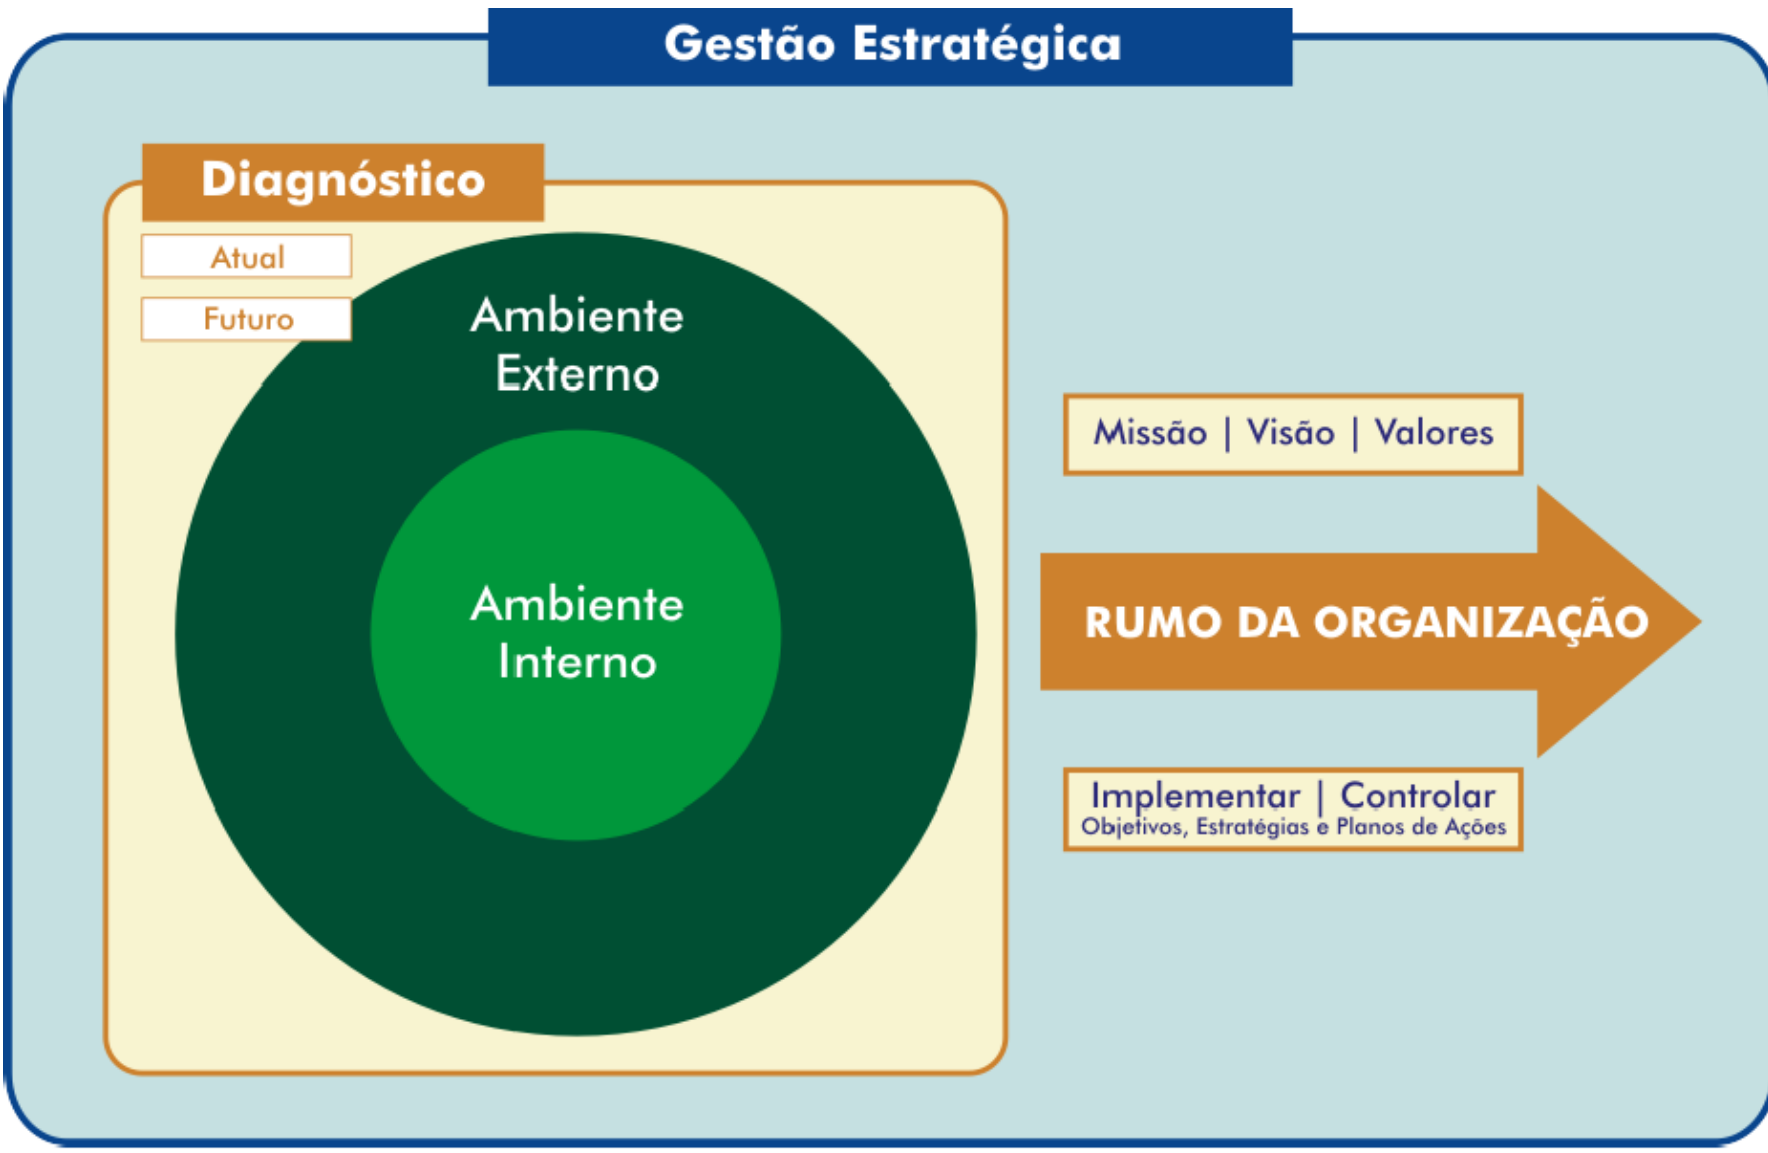 Gestão Estratégica
Diagnóstico
Atual
Futuro
Ambiente
Externo
Ambiente
Interno
Missão | Visão | Valores
RUMO DA ORGANIZAÇÃO
Implementar | Controlar
Objetivos, Estratégias e Planos de Ações